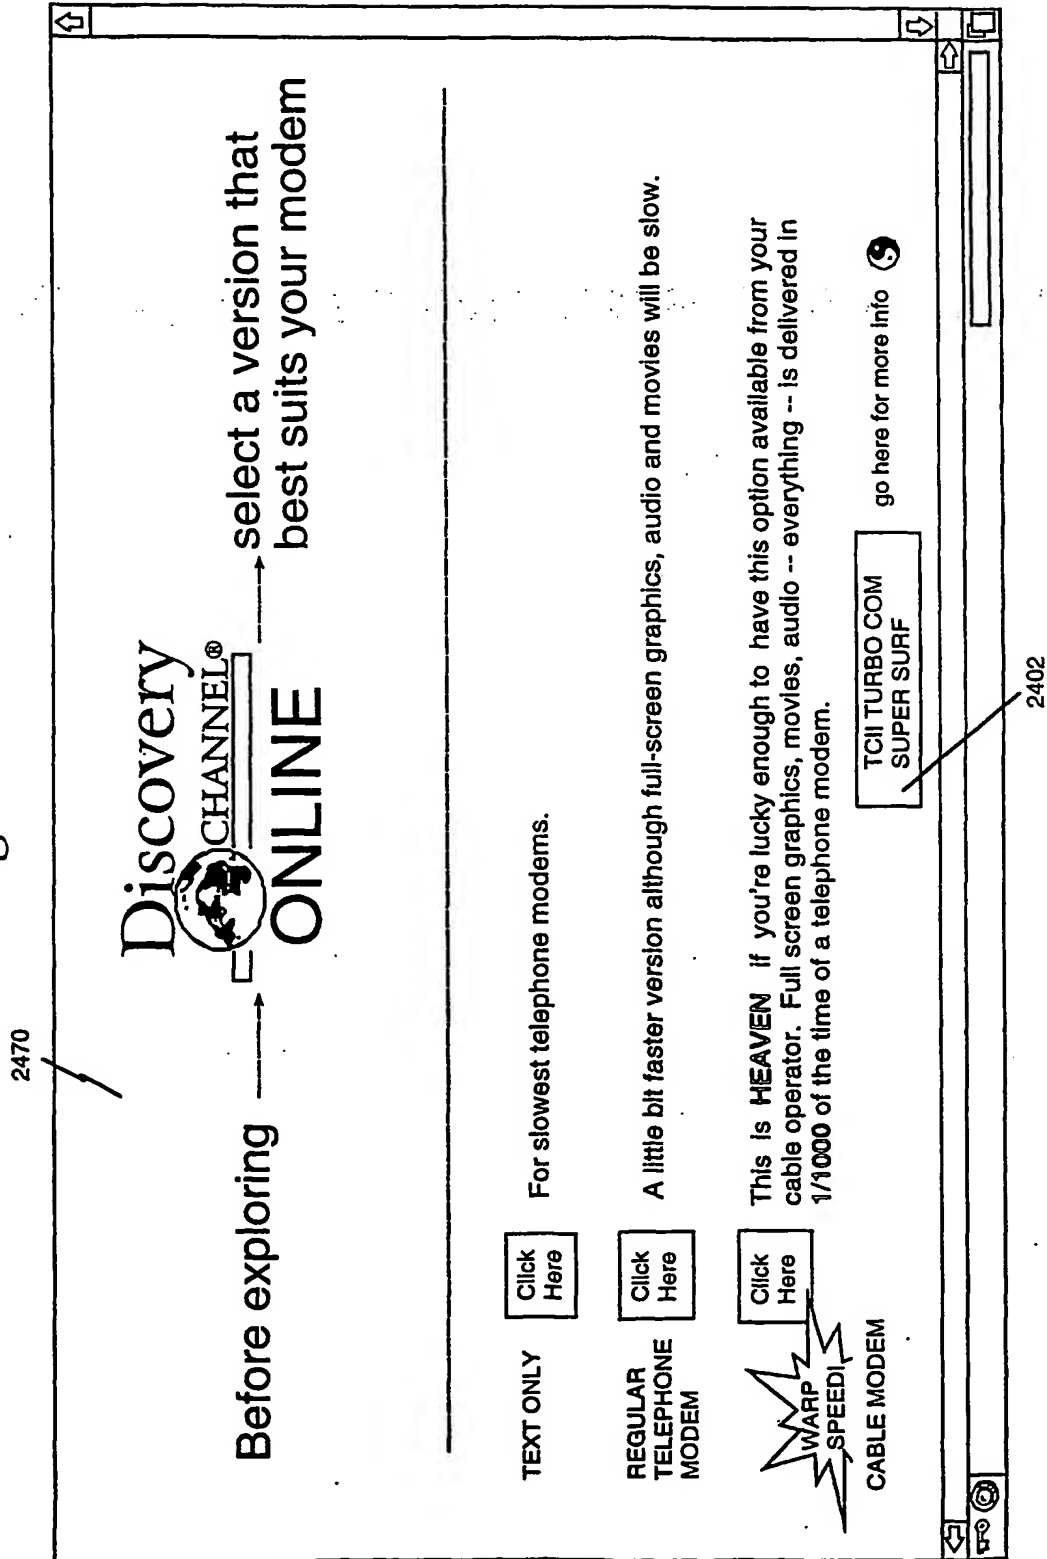 2470
Before exploring
Discovery
CHANNEL®
ONLINE
select a version that
best suits your modem
TEXT ONLY
Click
Here
For slowest telephone modems.
REGULAR
TELEPHONE
MODEM
Click
Here
A little bit faster version although full-screen graphics, audio and movies will be slow.
WARP
SPEED!
CABLE MODEM
Click
Here
This is HEAVEN if you're lucky enough to have this option available from your
cable operator. Full screen graphics, movies, audio -- everything -- is delivered in
1/1000 of the time of a telephone modem.
TCII TURBO COM
SUPER SURF
go here for more info
2402